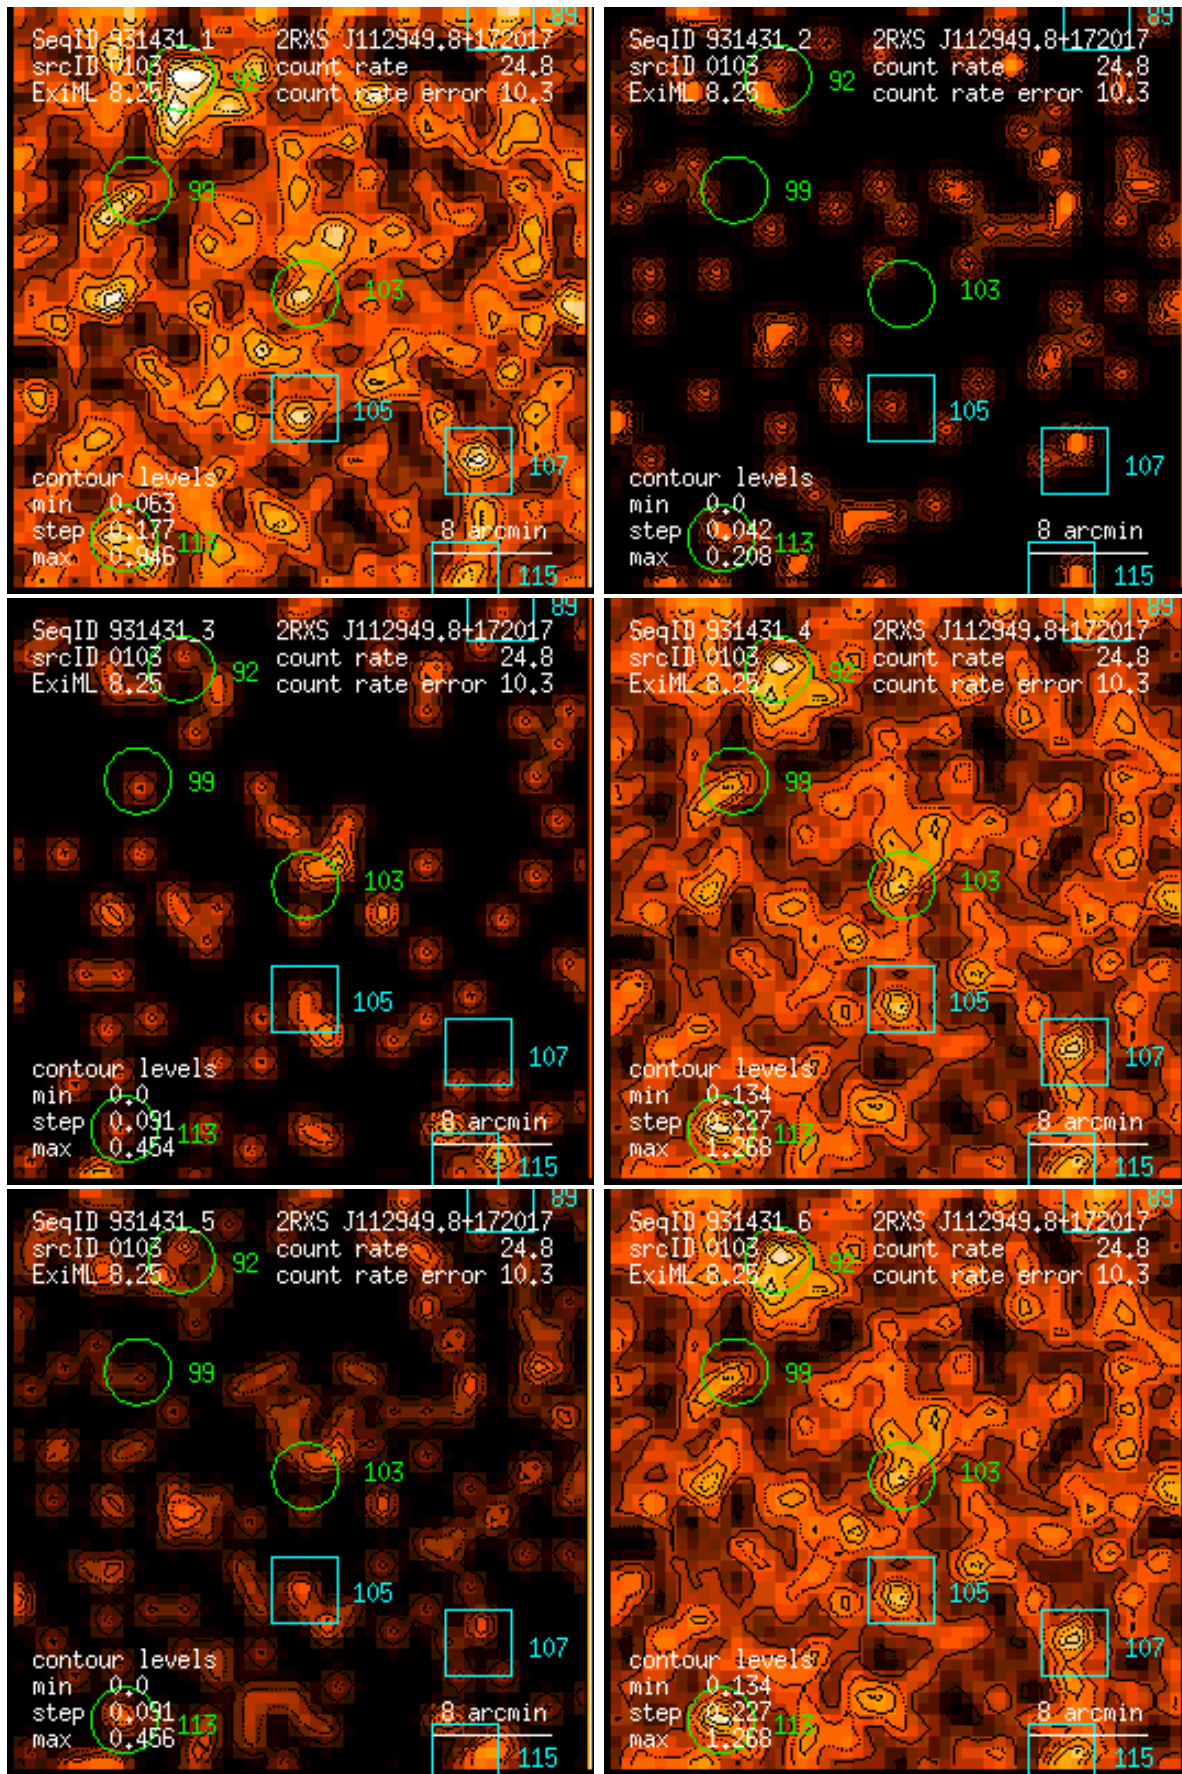 89
SeqID 931431_1 2RXS J112949.8+172017
srcID 0103 count rate 24.8
ExiML 8.25 count rate error 10.3
92
99
103
105
107
contour levels
min 0.063
step 0.177 8 arcmin
max 0.946
113
115
89
SeqID 931431_2 2RXS J112949.8+172017
srcID 0103 count rate 24.8
ExiML 8.25 count rate error 10.3
92
99
103
105
107
contour levels
min 0.0
step 0.042 8 arcmin
max 0.208
113
115
89
SeqID 931431_3 2RXS J112949.8+172017
srcID 0103 count rate 24.8
ExiML 8.25 count rate error 10.3
92
99
103
105
107
contour levels
min 0.0
step 0.091 8 arcmin
max 0.454
113
115
89
SeqID 931431_4 2RXS J112949.8+172017
srcID 0103 count rate 24.8
ExiML 8.25 count rate error 10.3
92
99
103
105
107
contour levels
min 0.134
step 0.227 8 arcmin
max 1.268
113
115
89
SeqID 931431_5 2RXS J112949.8+172017
srcID 0103 count rate 24.8
ExiML 8.25 count rate error 10.3
92
99
103
105
107
contour levels
min 0.0
step 0.091 8 arcmin
max 0.456
113
115
89
SeqID 931431_6 2RXS J112949.8+172017
srcID 0103 count rate 24.8
ExiML 8.25 count rate error 10.3
92
99
103
105
107
contour levels
min 0.134
step 0.227 8 arcmin
max 1.268
113
115